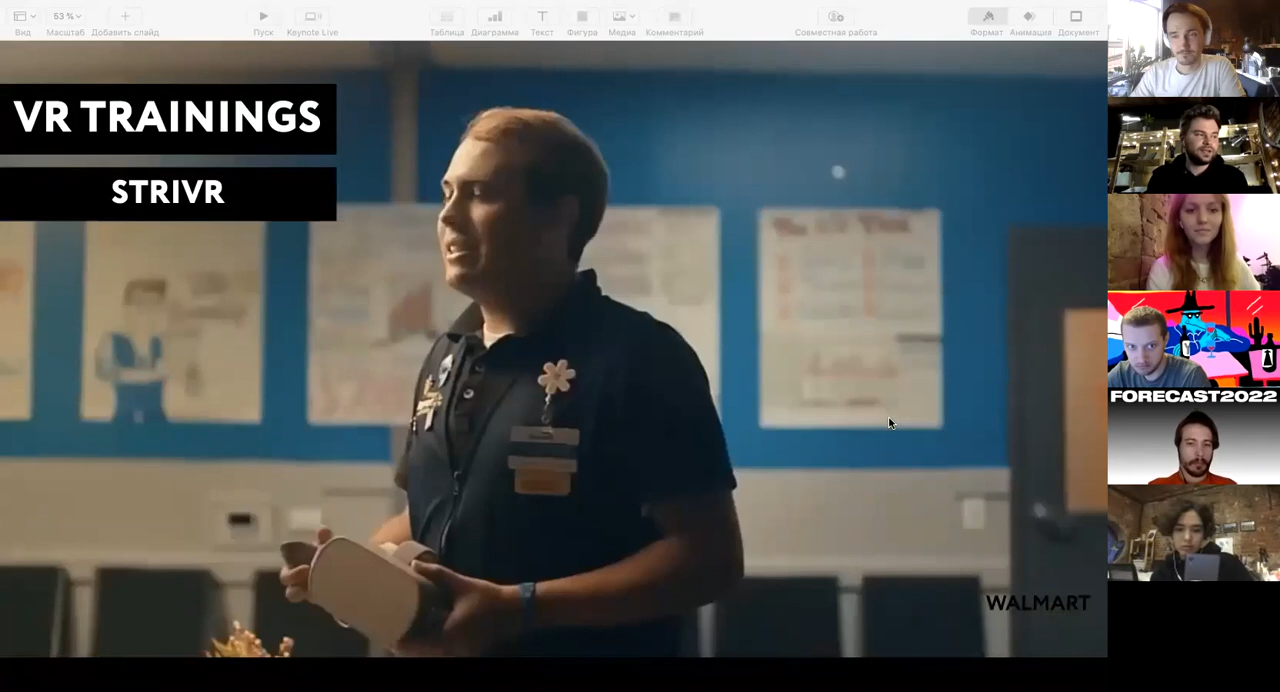 53 %
Вид
Масштаб
Добавить слайд
Пуск
Keynote Live
Таблица
Диаграмма
Текст
Фигура
Медиа
Комментарий
Совместная работа
Формат
Анимация
Документ
VR TRAININGS
STRIVR
WALMART
FORECAST2022